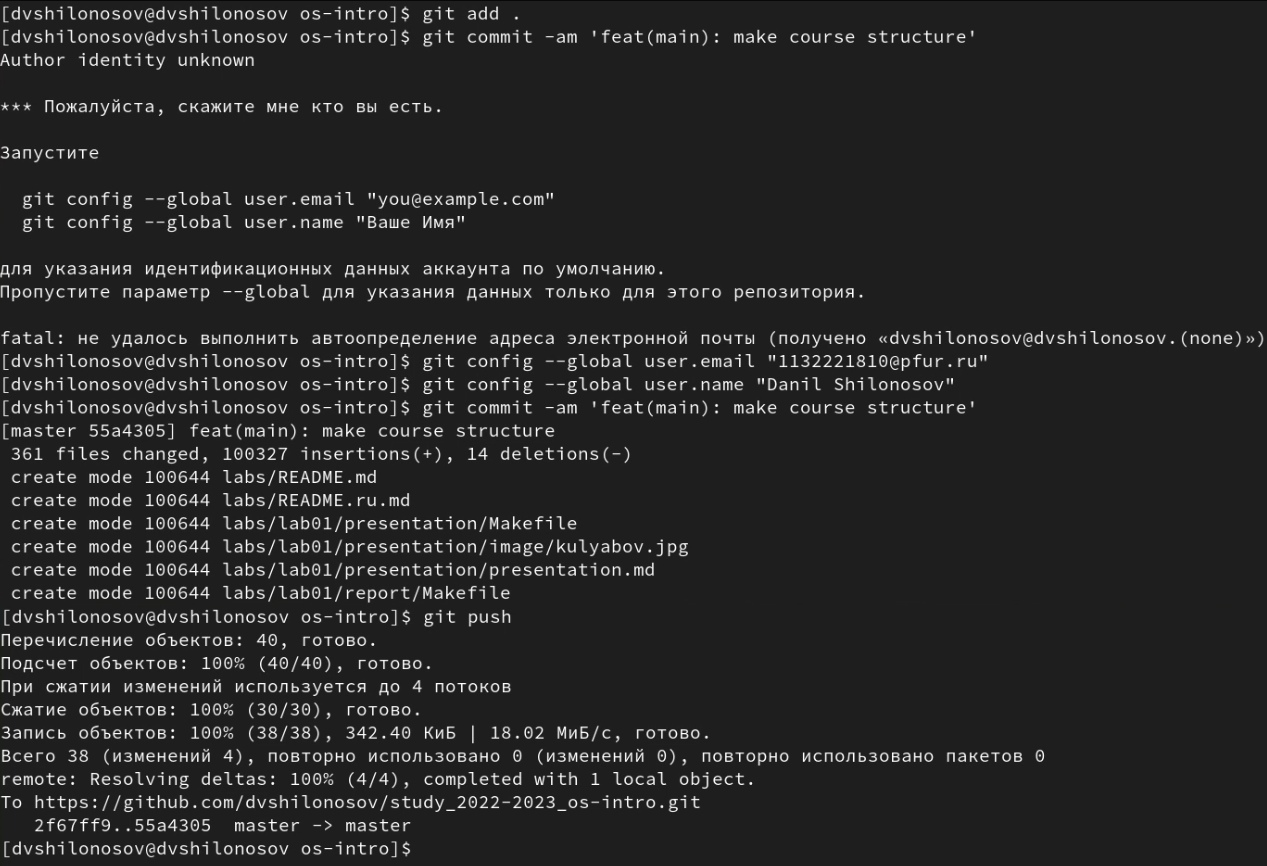 [dvshilonosov@dvshilonosov os-intro]$ git add .
[dvshilonosov@dvshilonosov os-intro]$ git commit -am 'feat(main): make course structure'
Author identity unknown

*** Пожалуйста, скажите мне кто вы есть.

Запустите

  git config --global user.email "you@example.com"
  git config --global user.name "Ваше Имя"

для указания идентификационных данных аккаунта по умолчанию.
Пропустите параметр --global для указания данных только для этого репозитория.

fatal: не удалось выполнить автоопределение адреса электронной почты (получено «dvshilonosov@dvshilonosov.(none)»)
[dvshilonosov@dvshilonosov os-intro]$ git config --global user.email "1132221810@pfur.ru"
[dvshilonosov@dvshilonosov os-intro]$ git config --global user.name "Danil Shilonosov"
[dvshilonosov@dvshilonosov os-intro]$ git commit -am 'feat(main): make course structure'
[master 55a4305] feat(main): make course structure
 361 files changed, 100327 insertions(+), 14 deletions(-)
 create mode 100644 labs/README.md
 create mode 100644 labs/README.ru.md
 create mode 100644 labs/lab01/presentation/Makefile
 create mode 100644 labs/lab01/presentation/image/kulyabov.jpg
 create mode 100644 labs/lab01/presentation/presentation.md
 create mode 100644 labs/lab01/report/Makefile
[dvshilonosov@dvshilonosov os-intro]$ git push
Перечисление объектов: 40, готово.
Подсчет объектов: 100% (40/40), готово.
При сжатии изменений используется до 4 потоков
Сжатие объектов: 100% (30/30), готово.
Запись объектов: 100% (38/38), 342.40 КиБ | 18.02 МиБ/с, готово.
Всего 38 (изменений 4), повторно использовано 0 (изменений 0), повторно использовано пакетов 0
remote: Resolving deltas: 100% (4/4), completed with 1 local object.
To https://github.com/dvshilonosov/study_2022-2023_os-intro.git
   2f67ff9..55a4305  master -> master
[dvshilonosov@dvshilonosov os-intro]$